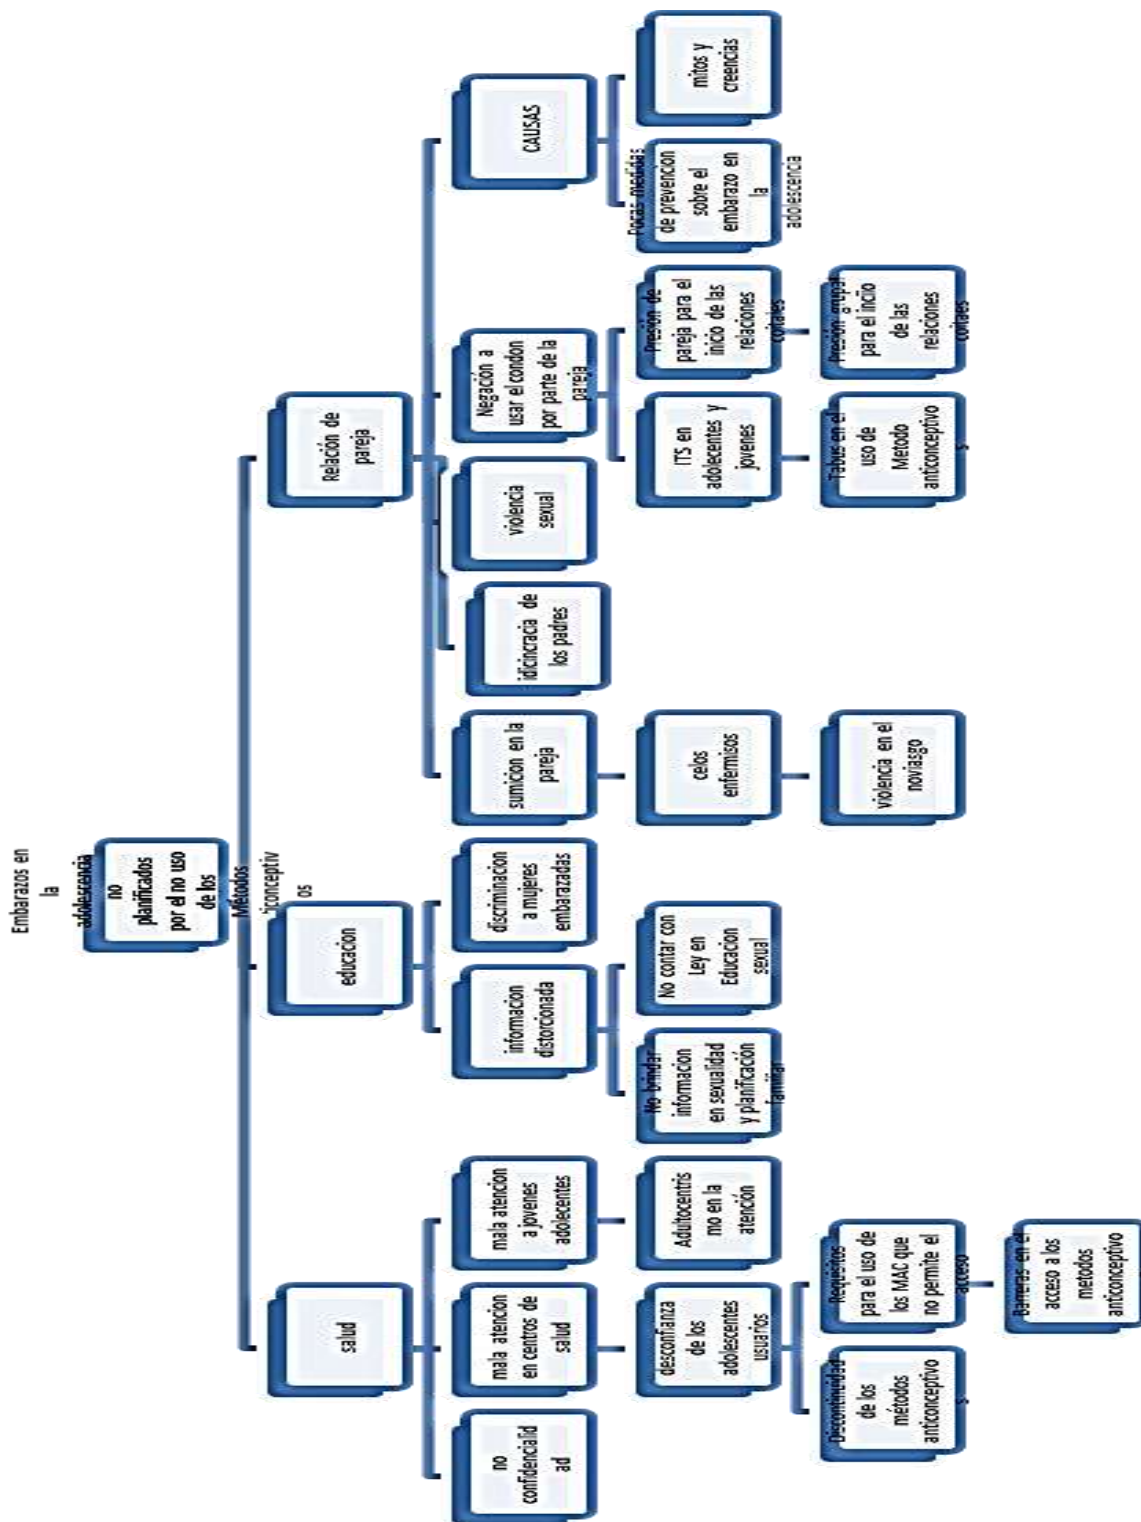 Embarazos en
la
adolescencia
no
planificados
por el no uso
de los
Métodos
iconceptiv
os
salud
educacion
Relación de
pareja
no
confidencialid
ad
mala atencion
en centros de
salud
mala atencion
a jovenes
adolecentes
informacion
distorcionada
discriminacion
a mujeres
embarazadas
sumicion en la
pareja
idicincracia de
los padres
violencia
sexual
Negación a
usar el condon
por parte de la
pareja
CAUSAS
desconfianza
de los
adolescentes
usuarios
Adultocentris
mo en la
atención
No brindar
informacion
en sexualidad
y planificación
familiar
No contar con
Ley en
Educacion
sexual
celos
enfermisos
ITS en
adolecentes y
jovenes
Presión de
pareja para el
inicio de las
relaciones
coitales
Pocas medidas
de prevencion
sobre el
embarazo en
la
adolescencia
mitos y
creencias
Discontinuidad
de los
métodos
anticonceptivo
s
Requisitos
para el uso de
los MAC que
no permite el
acceso
violencia en el
noviasgo
Tabus en el
uso de
Metodo
anticonceptivo
s
Presión grupal
para el incio
de las
relaciones
coitaes
Barreras en el
acceso a los
metodos
anticonceptivo